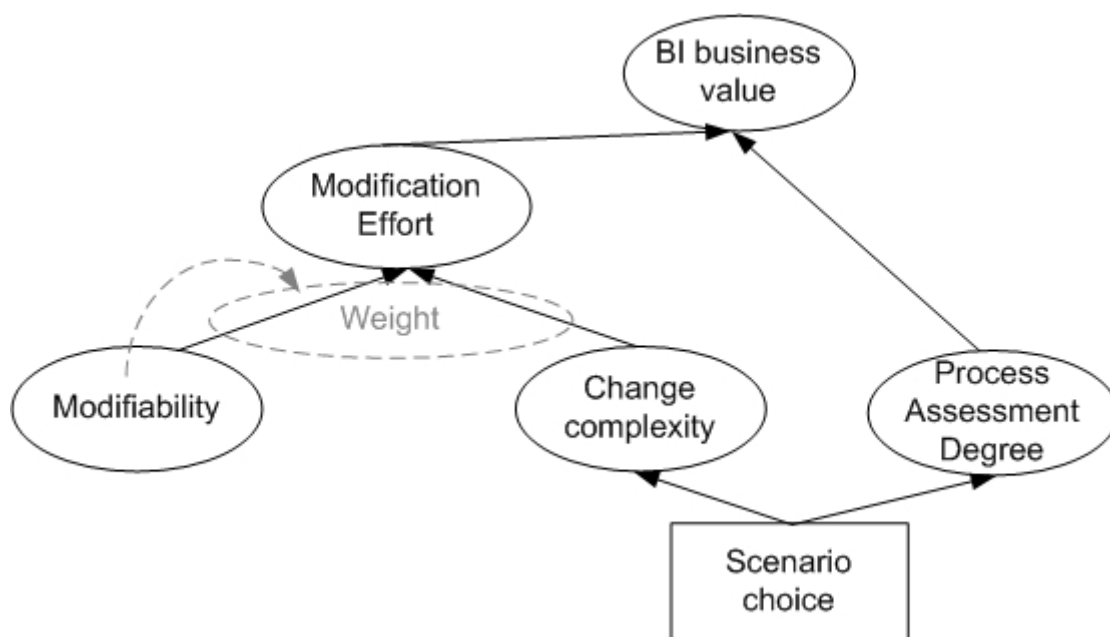 BI business
value
Modification
Effort
Weight
Modifiability
Change
complexity
Process
Assessment
Degree
Scenario
choice